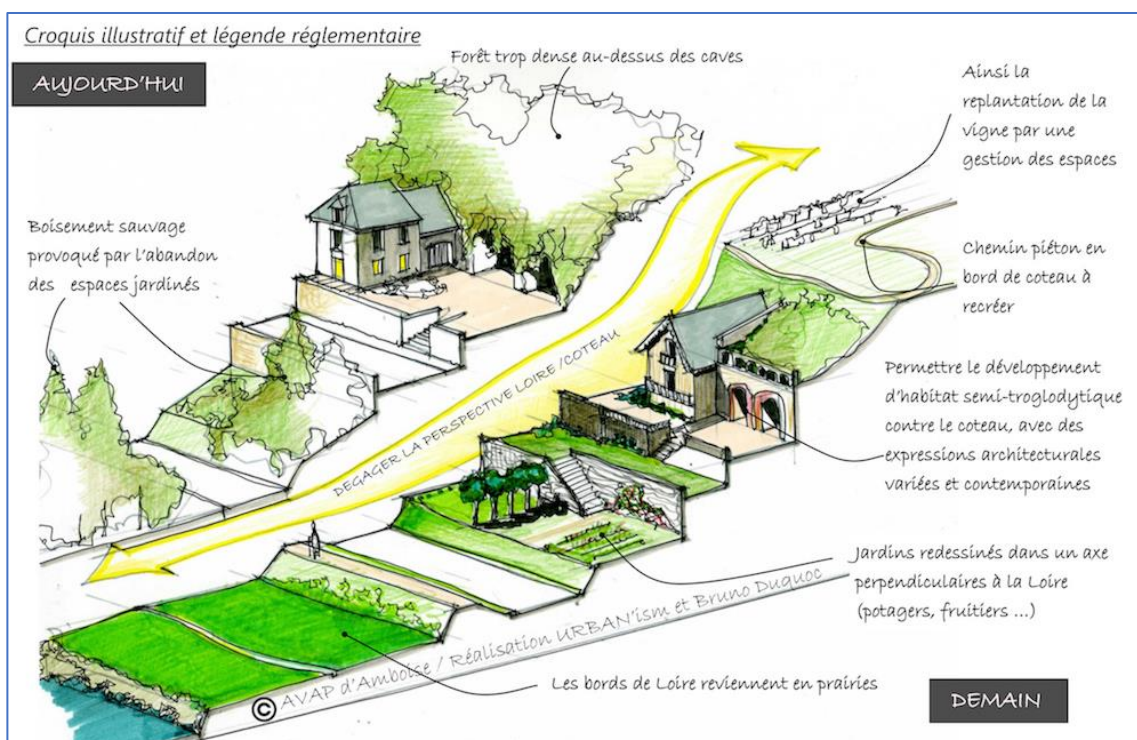 Croquis illustratif et légende réglementaire
AUJOURD'HUI
Forêt trop dense au-dessus des caves
Ainsi la
replantation de la
vigne par une
gestion des espaces
Boisement sauvage
provoqué par l'abandon
des espaces jardinés
Chemin piéton en
bord de coteau à
recréer
DEGAGER LA PERSPECTIVE LOIRE /COTEAU
Permettre le développement
d'habitat semi-troglodytique
contre le coteau, avec des
expressions architecturales
variées et contemporaines
Jardins redessinés dans un axe
perpendiculaires à la Loire
(potagers, fruitiers ...)
© AVAP d'Amboise / Réalisation URBAN'ism et Bruno Duquoc
Les bords de Loire reviennent en prairies
DEMAIN